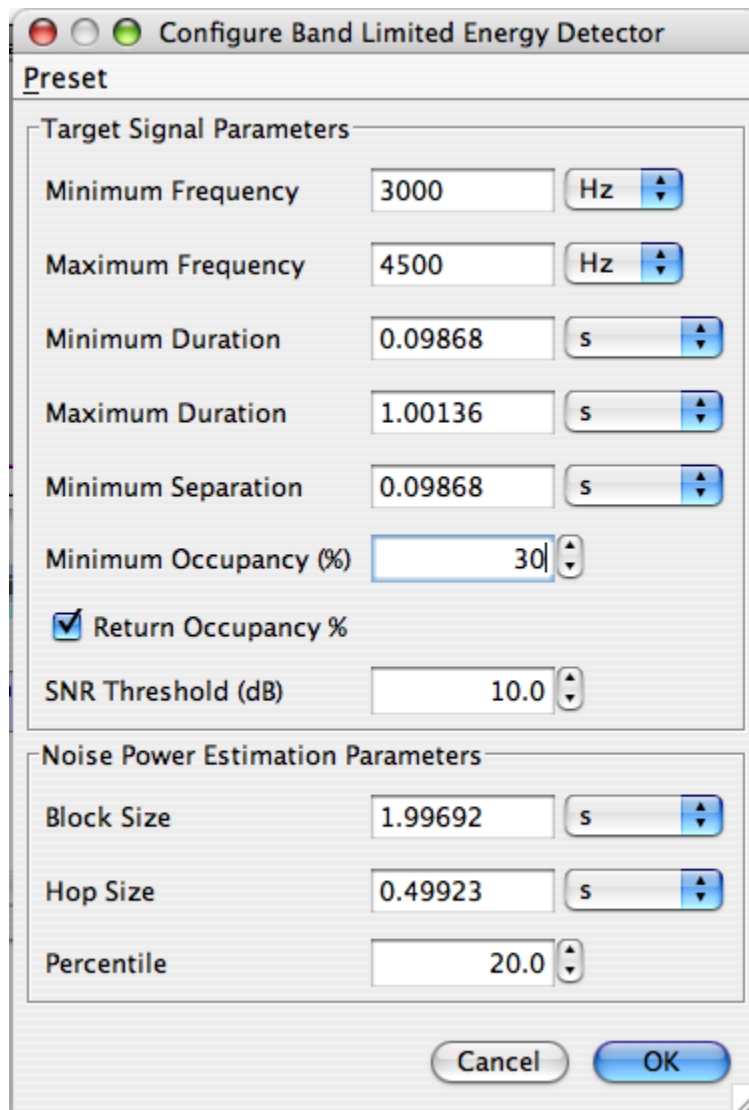 Configure Band Limited Energy Detector
Preset
Target Signal Parameters
Minimum Frequency 3000 Hz
Maximum Frequency 4500 Hz
Minimum Duration 0.09868 s
Maximum Duration 1.00136 s
Minimum Separation 0.09868 s
Minimum Occupancy (%) 30
Return Occupancy %
SNR Threshold (dB) 10.0
Noise Power Estimation Parameters
Block Size 1.99692 s
Hop Size 0.49923 s
Percentile 20.0
Cancel OK